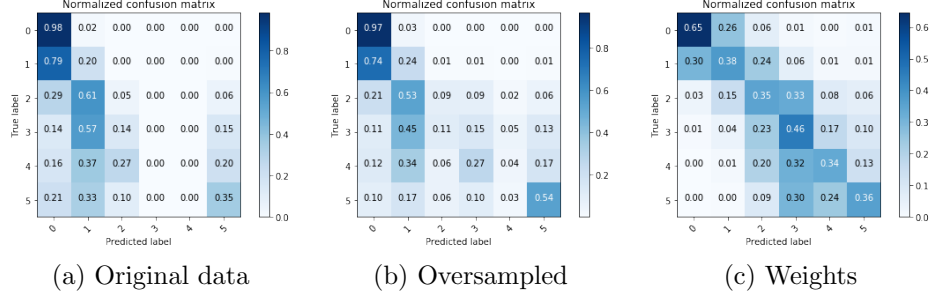 Normalized confusion matrix
True label
0 0.98 0.02 0.00 0.00 0.00 0.00
1 0.79 0.20 0.00 0.00 0.00 0.01
2 0.29 0.61 0.05 0.00 0.00 0.06
3 0.14 0.57 0.14 0.00 0.00 0.15
4 0.16 0.37 0.27 0.00 0.00 0.20
5 0.21 0.33 0.10 0.00 0.00 0.35
0 1 2 3 4 5
Predicted label
0.8
0.6
0.4
0.2
0.0
(a) Original data
Normalized confusion matrix
True label
0 0.97 0.03 0.00 0.00 0.00 0.00
1 0.74 0.24 0.01 0.00 0.01 0.01
2 0.21 0.53 0.09 0.09 0.02 0.06
3 0.11 0.45 0.11 0.15 0.05 0.13
4 0.12 0.34 0.06 0.27 0.04 0.17
5 0.10 0.17 0.06 0.10 0.03 0.54
0 1 2 3 4 5
Predicted label
0.8
0.6
0.4
0.2
(b) Oversampled
Normalized confusion matrix
True label
0 0.65 0.26 0.06 0.01 0.00 0.01
1 0.30 0.38 0.24 0.06 0.01 0.01
2 0.03 0.15 0.35 0.33 0.08 0.06
3 0.01 0.04 0.23 0.46 0.17 0.10
4 0.00 0.01 0.20 0.32 0.34 0.13
5 0.00 0.00 0.09 0.30 0.24 0.36
0 1 2 3 4 5
Predicted label
0.6
0.5
0.4
0.3
0.2
0.1
0.0
(c) Weights